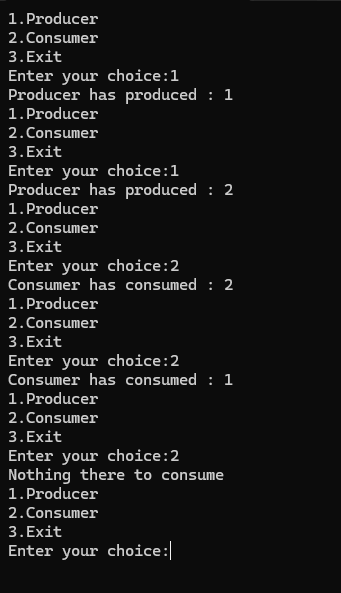 1.Producer
2.Consumer
3.Exit
Enter your choice:1
Producer has produced : 1
1.Producer
2.Consumer
3.Exit
Enter your choice:1
Producer has produced : 2
1.Producer
2.Consumer
3.Exit
Enter your choice:2
Consumer has consumed : 2
1.Producer
2.Consumer
3.Exit
Enter your choice:2
Consumer has consumed : 1
1.Producer
2.Consumer
3.Exit
Enter your choice:2
Nothing there to consume
1.Producer
2.Consumer
3.Exit
Enter your choice: